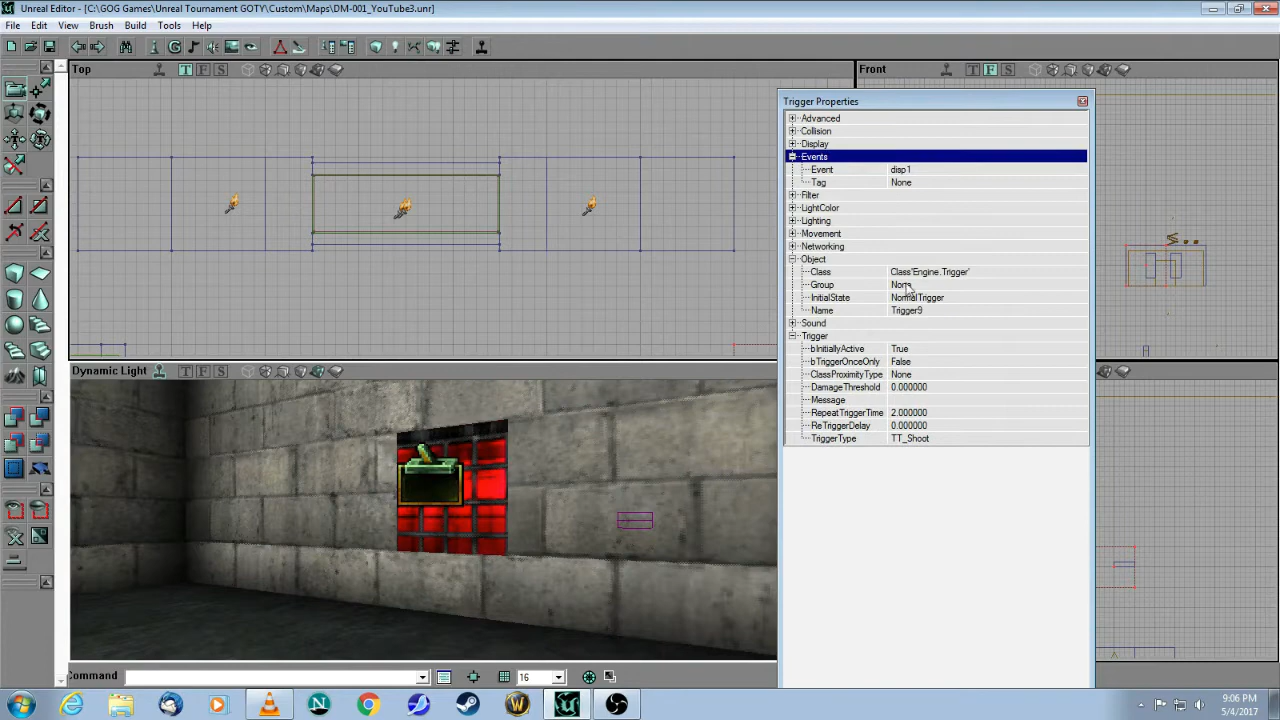 Unreal Editor - [C:\GOG Games\Unreal Tournament GOTY\Custom\Maps\DM-001_YouTube3.unr]
File Edit View Brush Build Tools Help
Top T F S
Front T F S
Trigger Properties
Advanced
Collision
Display
Events
Event disp1
Tag None
Filter
LightColor
Lighting
Movement
Networking
Object
Class Class'Engine.Trigger'
Group None
InitialState NormalTrigger
Name Trigger9
Sound
Trigger
bInitiallyActive True
bTriggerOnceOnly False
ClassProximityType None
DamageThreshold 0.000000
Message
RepeatTriggerTime 2.000000
ReTriggerDelay 0.000000
TriggerType TT_Shoot
Dynamic Light T F S
Command 16
9:06 PM
5/4/2017